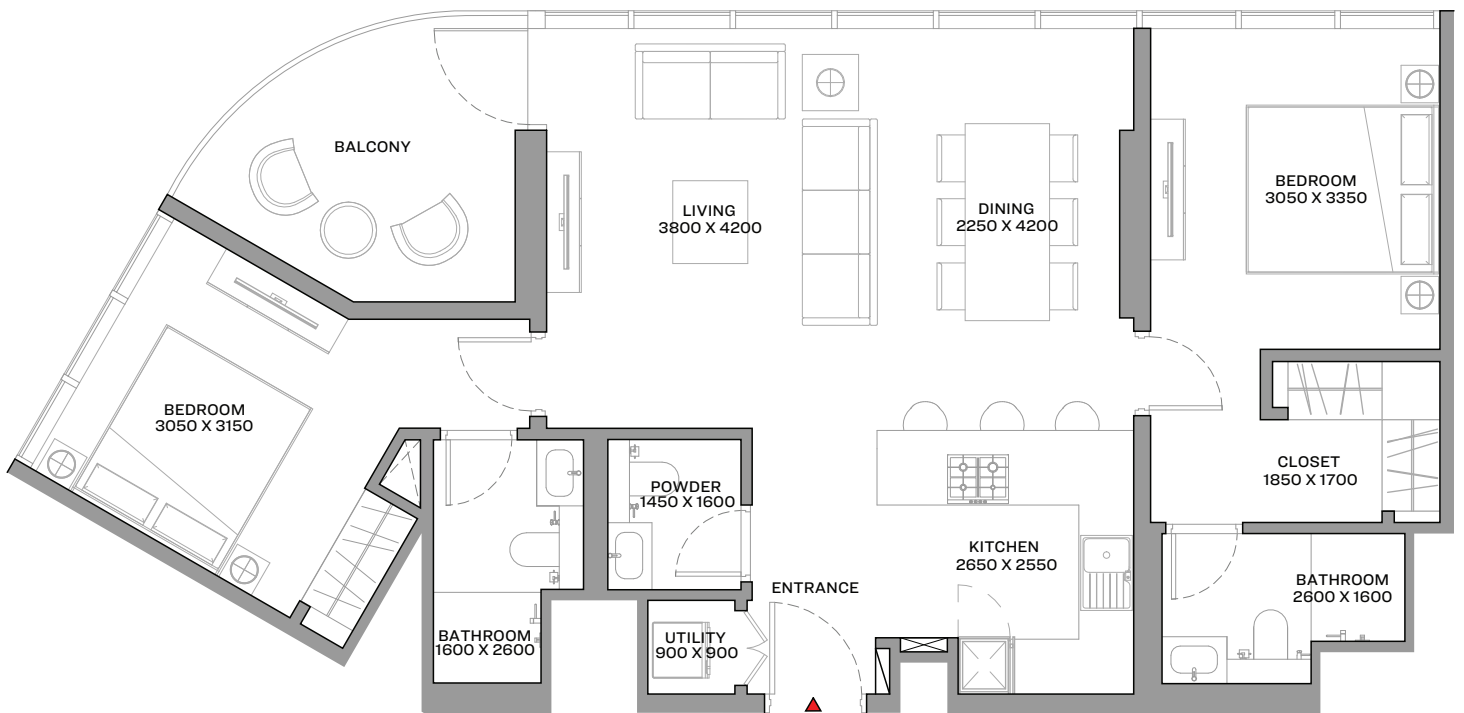 BALCONY
LIVING
3800 X 4200
DINING
2250 X 4200
BEDROOM
3050 X 3350
BEDROOM
3050 X 3150
POWDER
1450 X 1600
CLOSET
1850 X 1700
KITCHEN
2650 X 2550
ENTRANCE
BATHROOM
2600 X 1600
BATHROOM
1600 X 2600
UTILITY
900 X 900